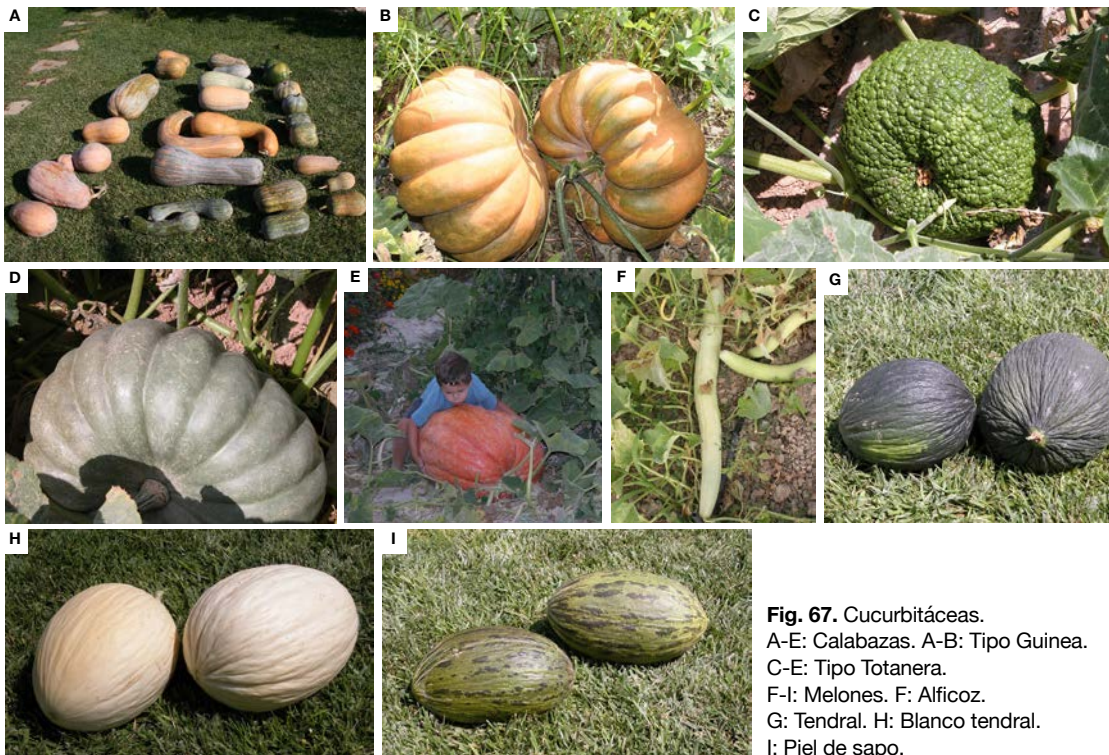 A
B
C
D
E
F
G
H
I
Fig. 67. Cucurbitáceas.
A-E: Calabazas. A-B: Tipo Guinea.
C-E: Tipo Totanera.
F-I: Melones. F: Alficoz.
G: Tendral. H: Blanco tendral.
I: Piel de sapo.